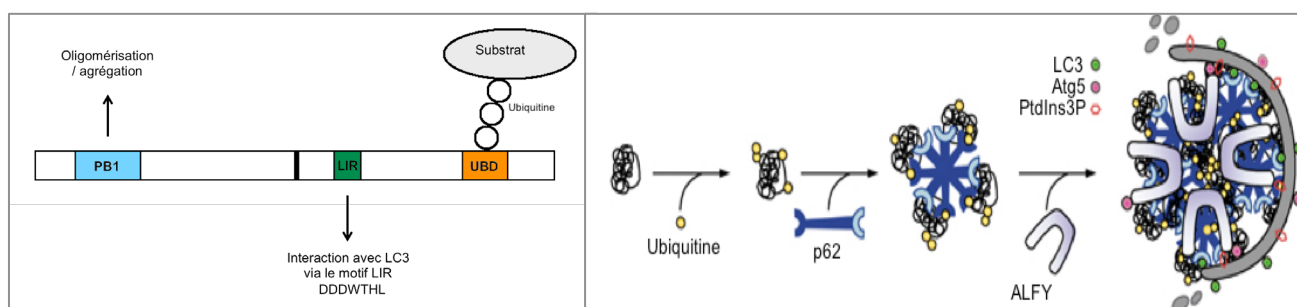 Oligomérisation
/ agrégation
Substrat
Ubiquitine
PB1
LIR
UBD
Interaction avec LC3
via le motif LIR
DDDWTHL
LC3
Atg5
PtdIns3P
Ubiquitine
p62
ALFY